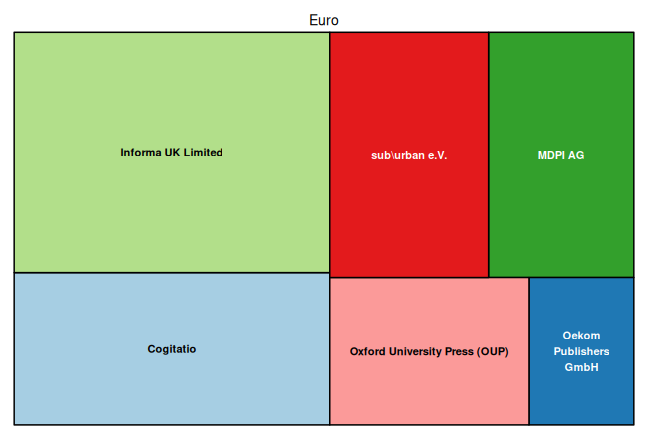 Euro
Informa UK Limited
sub\urban e.V.
MDPI AG
Cogitatio
Oxford University Press (OUP)
Oekom
Publishers
GmbH